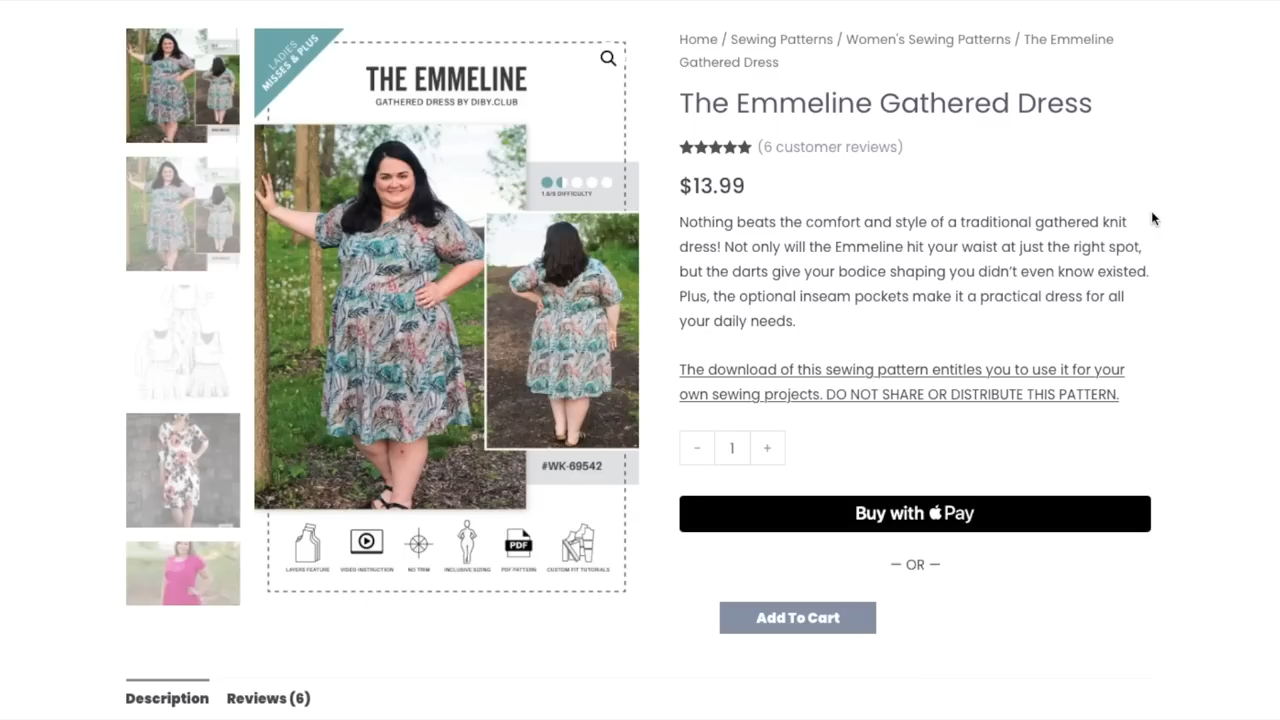 Home / Sewing Patterns / Women's Sewing Patterns / The Emmeline
Gathered Dress
The Emmeline Gathered Dress
(6 customer reviews)
$13.99
Nothing beats the comfort and style of a traditional gathered knit
dress! Not only will the Emmeline hit your waist at just the right spot,
but the darts give your bodice shaping you didn't even know existed.
Plus, the optional inseam pockets make it a practical dress for all
your daily needs.
The download of this sewing pattern entitles you to use it for your
own sewing projects. DO NOT SHARE OR DISTRIBUTE THIS PATTERN.
- 1 +
Buy with Pay
— OR —
Add To Cart
LADIES
MISSES & PLUS
THE EMMELINE
GATHERED DRESS BY DIBY.CLUB
1.5/5 DIFFICULTY
#WK-69542
PDF
LAYERS FEATURE VIDEO INSTRUCTION NO TRIM INCLUSIVE SIZING PDF PATTERN CUSTOM FIT TUTORIALS
Description Reviews (6)